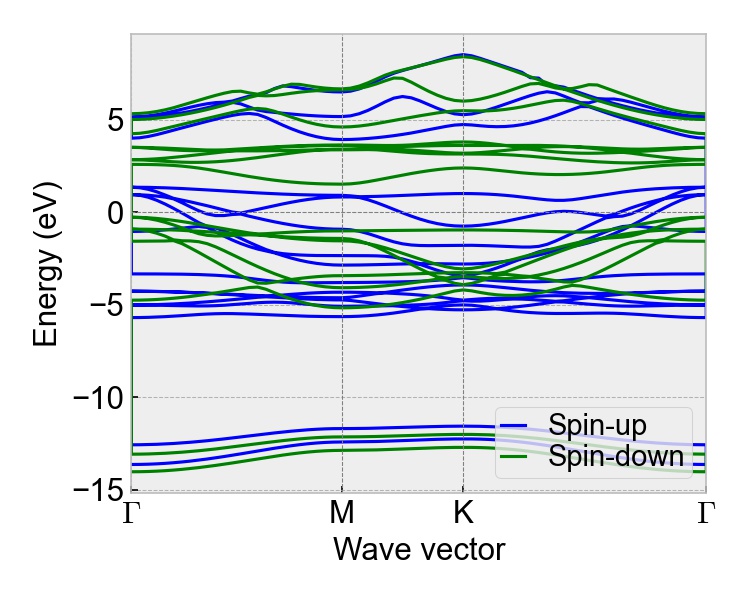 Energy (eV)
5
0
−5
−10
−15
Spin-up
Spin-down
Γ M K Γ
Wave vector